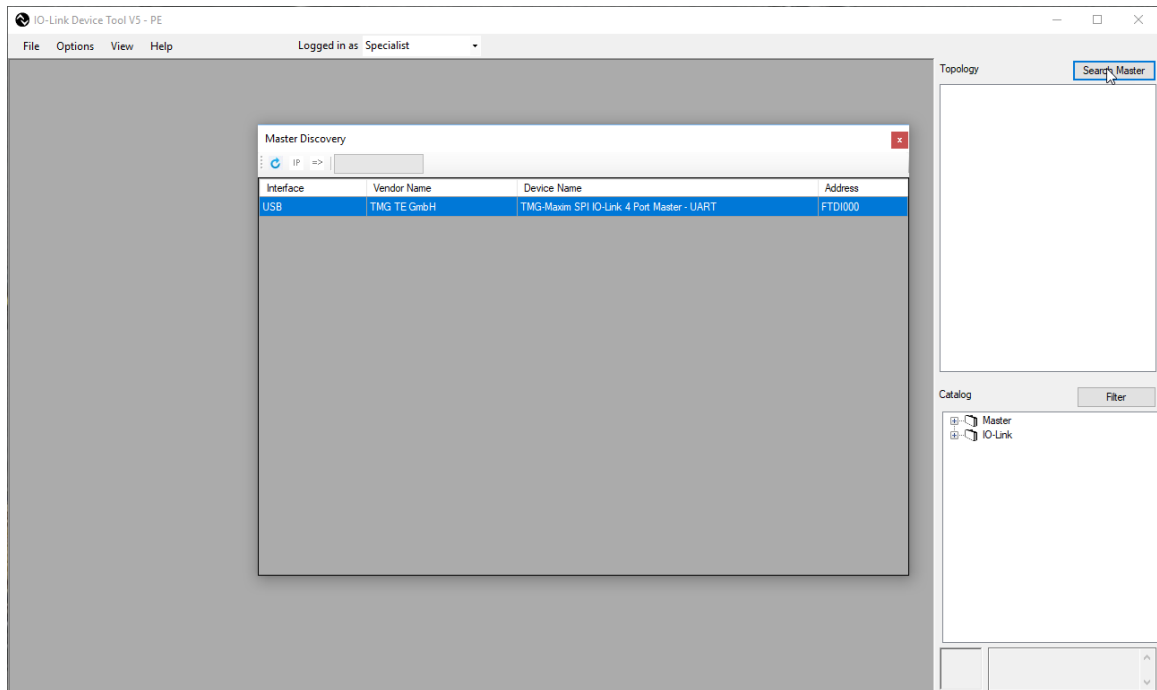 IO-Link Device Tool V5 - PE
File Options View Help Logged in as Specialist
Topology Search Master
Master Discovery x
IP =>
Interface Vendor Name Device Name Address
USB TMG TE GmbH TMG-Maxim SPI IO-Link 4 Port Master - UART FTDI000
Catalog Filter
Master
IO-Link